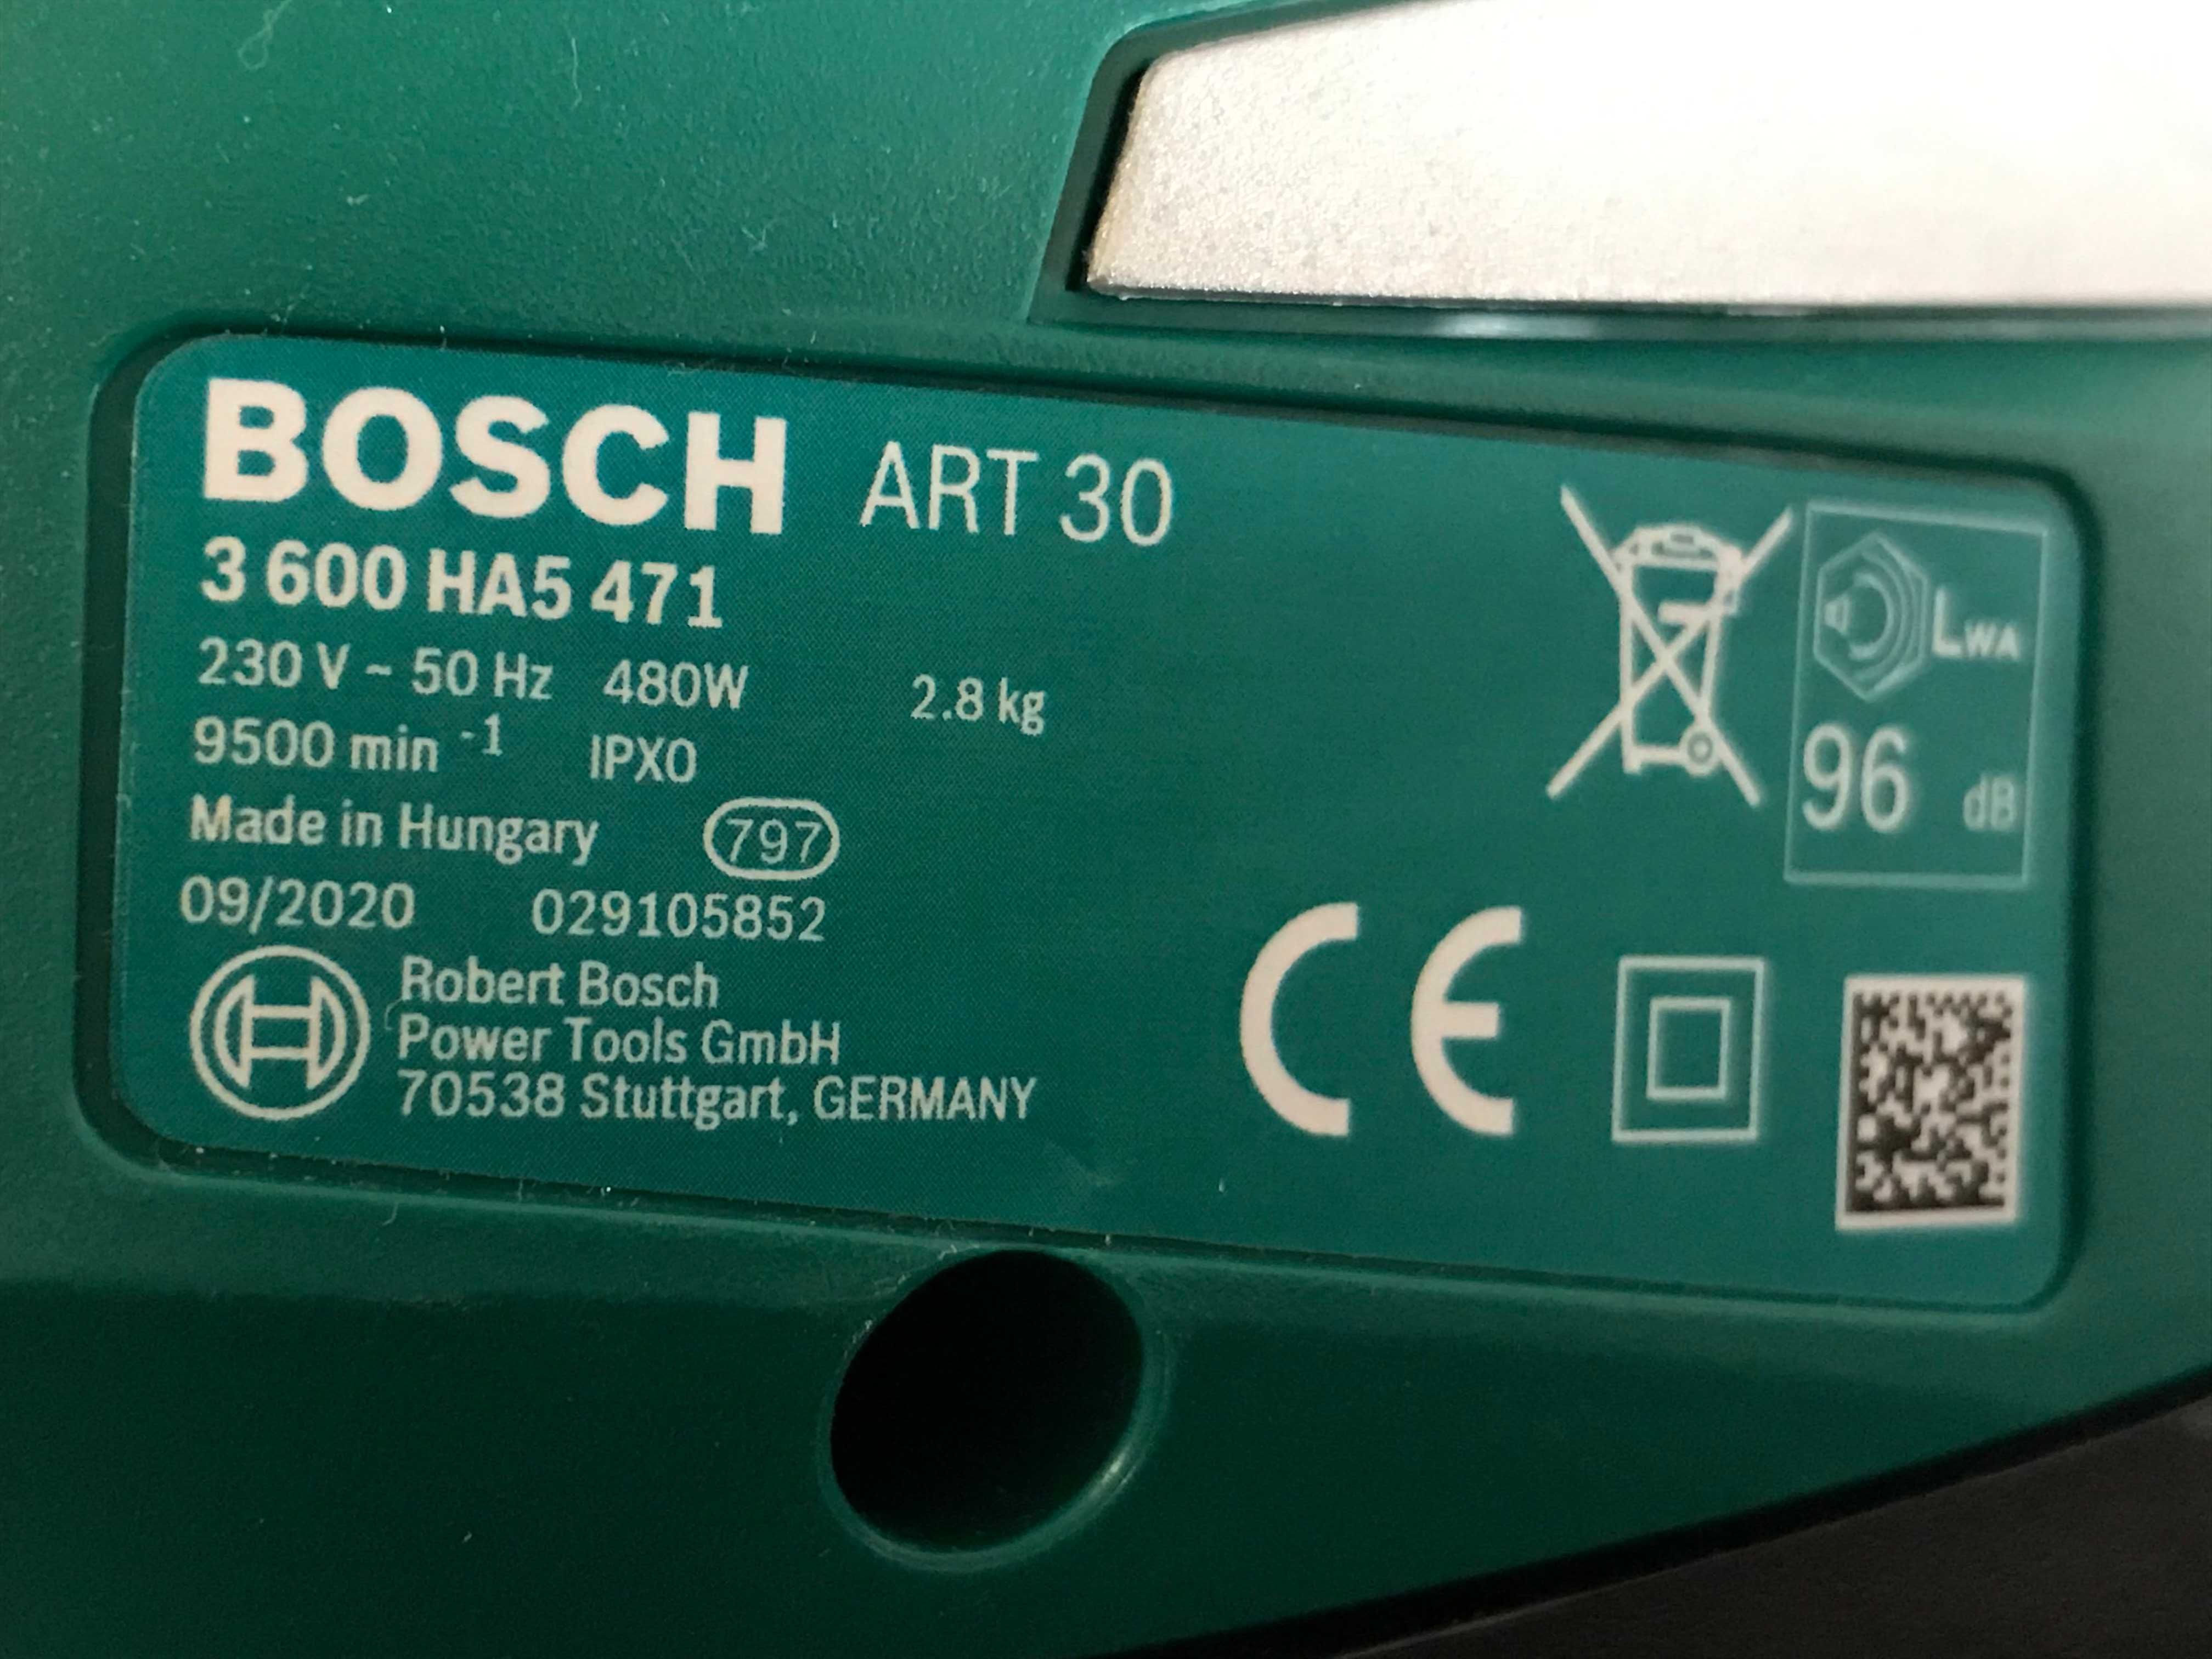 BOSCH ART 30
3 600 HA5 471
230 V ~ 50 Hz 480W 2.8 kg
9500 min -1 IPX0
Made in Hungary 797
09/2020 029105852
Robert Bosch
Power Tools GmbH
70538 Stuttgart, GERMANY
LWA
96 dB
CE